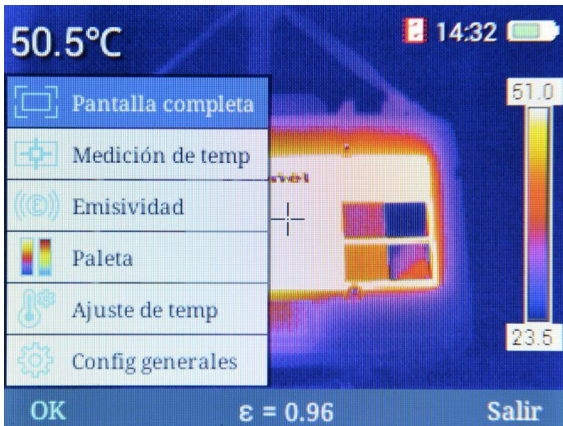 50.5°C
14:32
Pantalla completa
Medición de temp
Emisividad
Paleta
Ajuste de temp
Config generales
51.0
23.5
OK
ε = 0.96
Salir